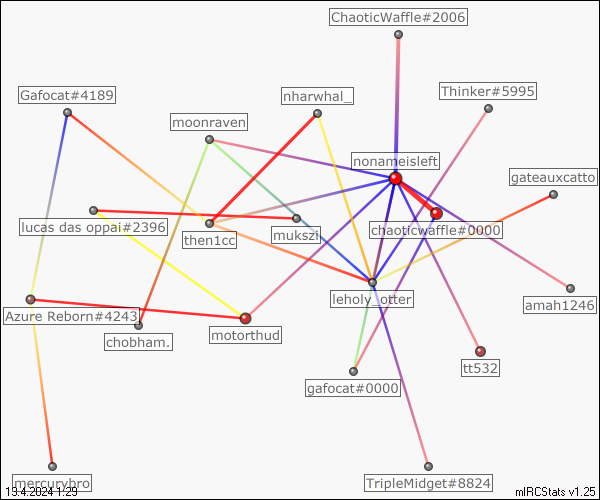 ChaoticWaffle#2006
Thinker#5995
Gafocat#4189
nharwhal_
moonraven
nonameisleft
gateauxcatto
lucas das oppai#2396
then1cc
mukszi
chaoticwaffle#0000
leholy_otter
amah1246
Azure Reborn#4243
chobham.
motorthud
tt532
gafocat#0000
mercurybro
TripleMidget#8824
19.4.2024 1:29
mIRCStats v1.25